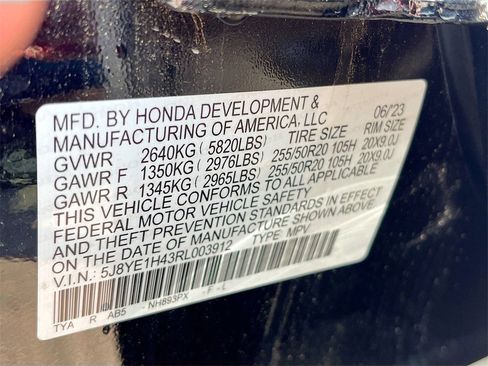 MFD. BY HONDA DEVELOPMENT &
MANUFACTURING OF AMERICA, LLC 06/23
GVWR 2640KG ( 5820LBS) TIRE SIZE RIM SIZE
GAWR F 1350KG ( 2976LBS) 255/50R20 105H 20X9.0J
GAWR R 1345KG ( 2965LBS) 255/50R20 105H 20X9.0J
THIS VEHICLE CONFORMS TO ALL APPLICABLE
FEDERAL MOTOR VEHICLE SAFETY
AND THEFT PREVENTION STANDARDS IN EFFECT
ON THE DATE OF MANUFACTURE SHOWN ABOVE.
V.I.N.: 5J8YE1H43RL003912 TYPE: MPV
TYA R AB5 - NH893PX - F - L